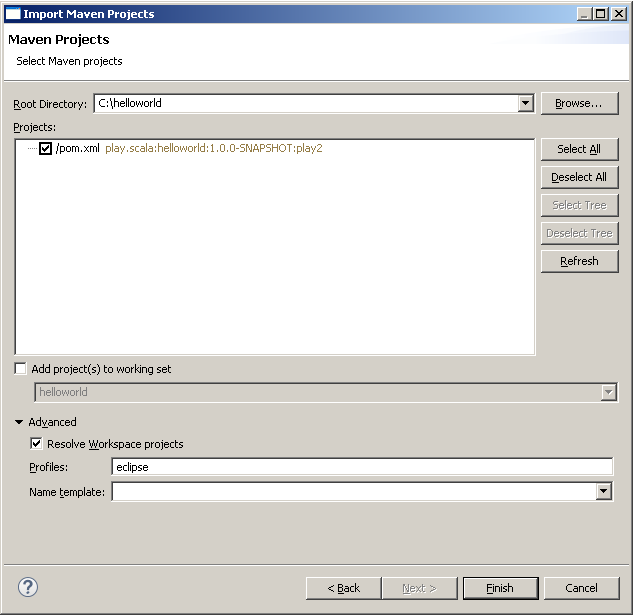 Import Maven Projects
Maven Projects
Select Maven projects
Root Directory: C:\helloworld Browse...
Projects:
/pom.xml play.scala:helloworld:1.0.0-SNAPSHOT:play2
Select All
Deselect All
Select Tree
Deselect Tree
Refresh
Add project(s) to working set
helloworld
Advanced
Resolve Workspace projects
Profiles: eclipse
Name template:
? < Back Next > Finish Cancel